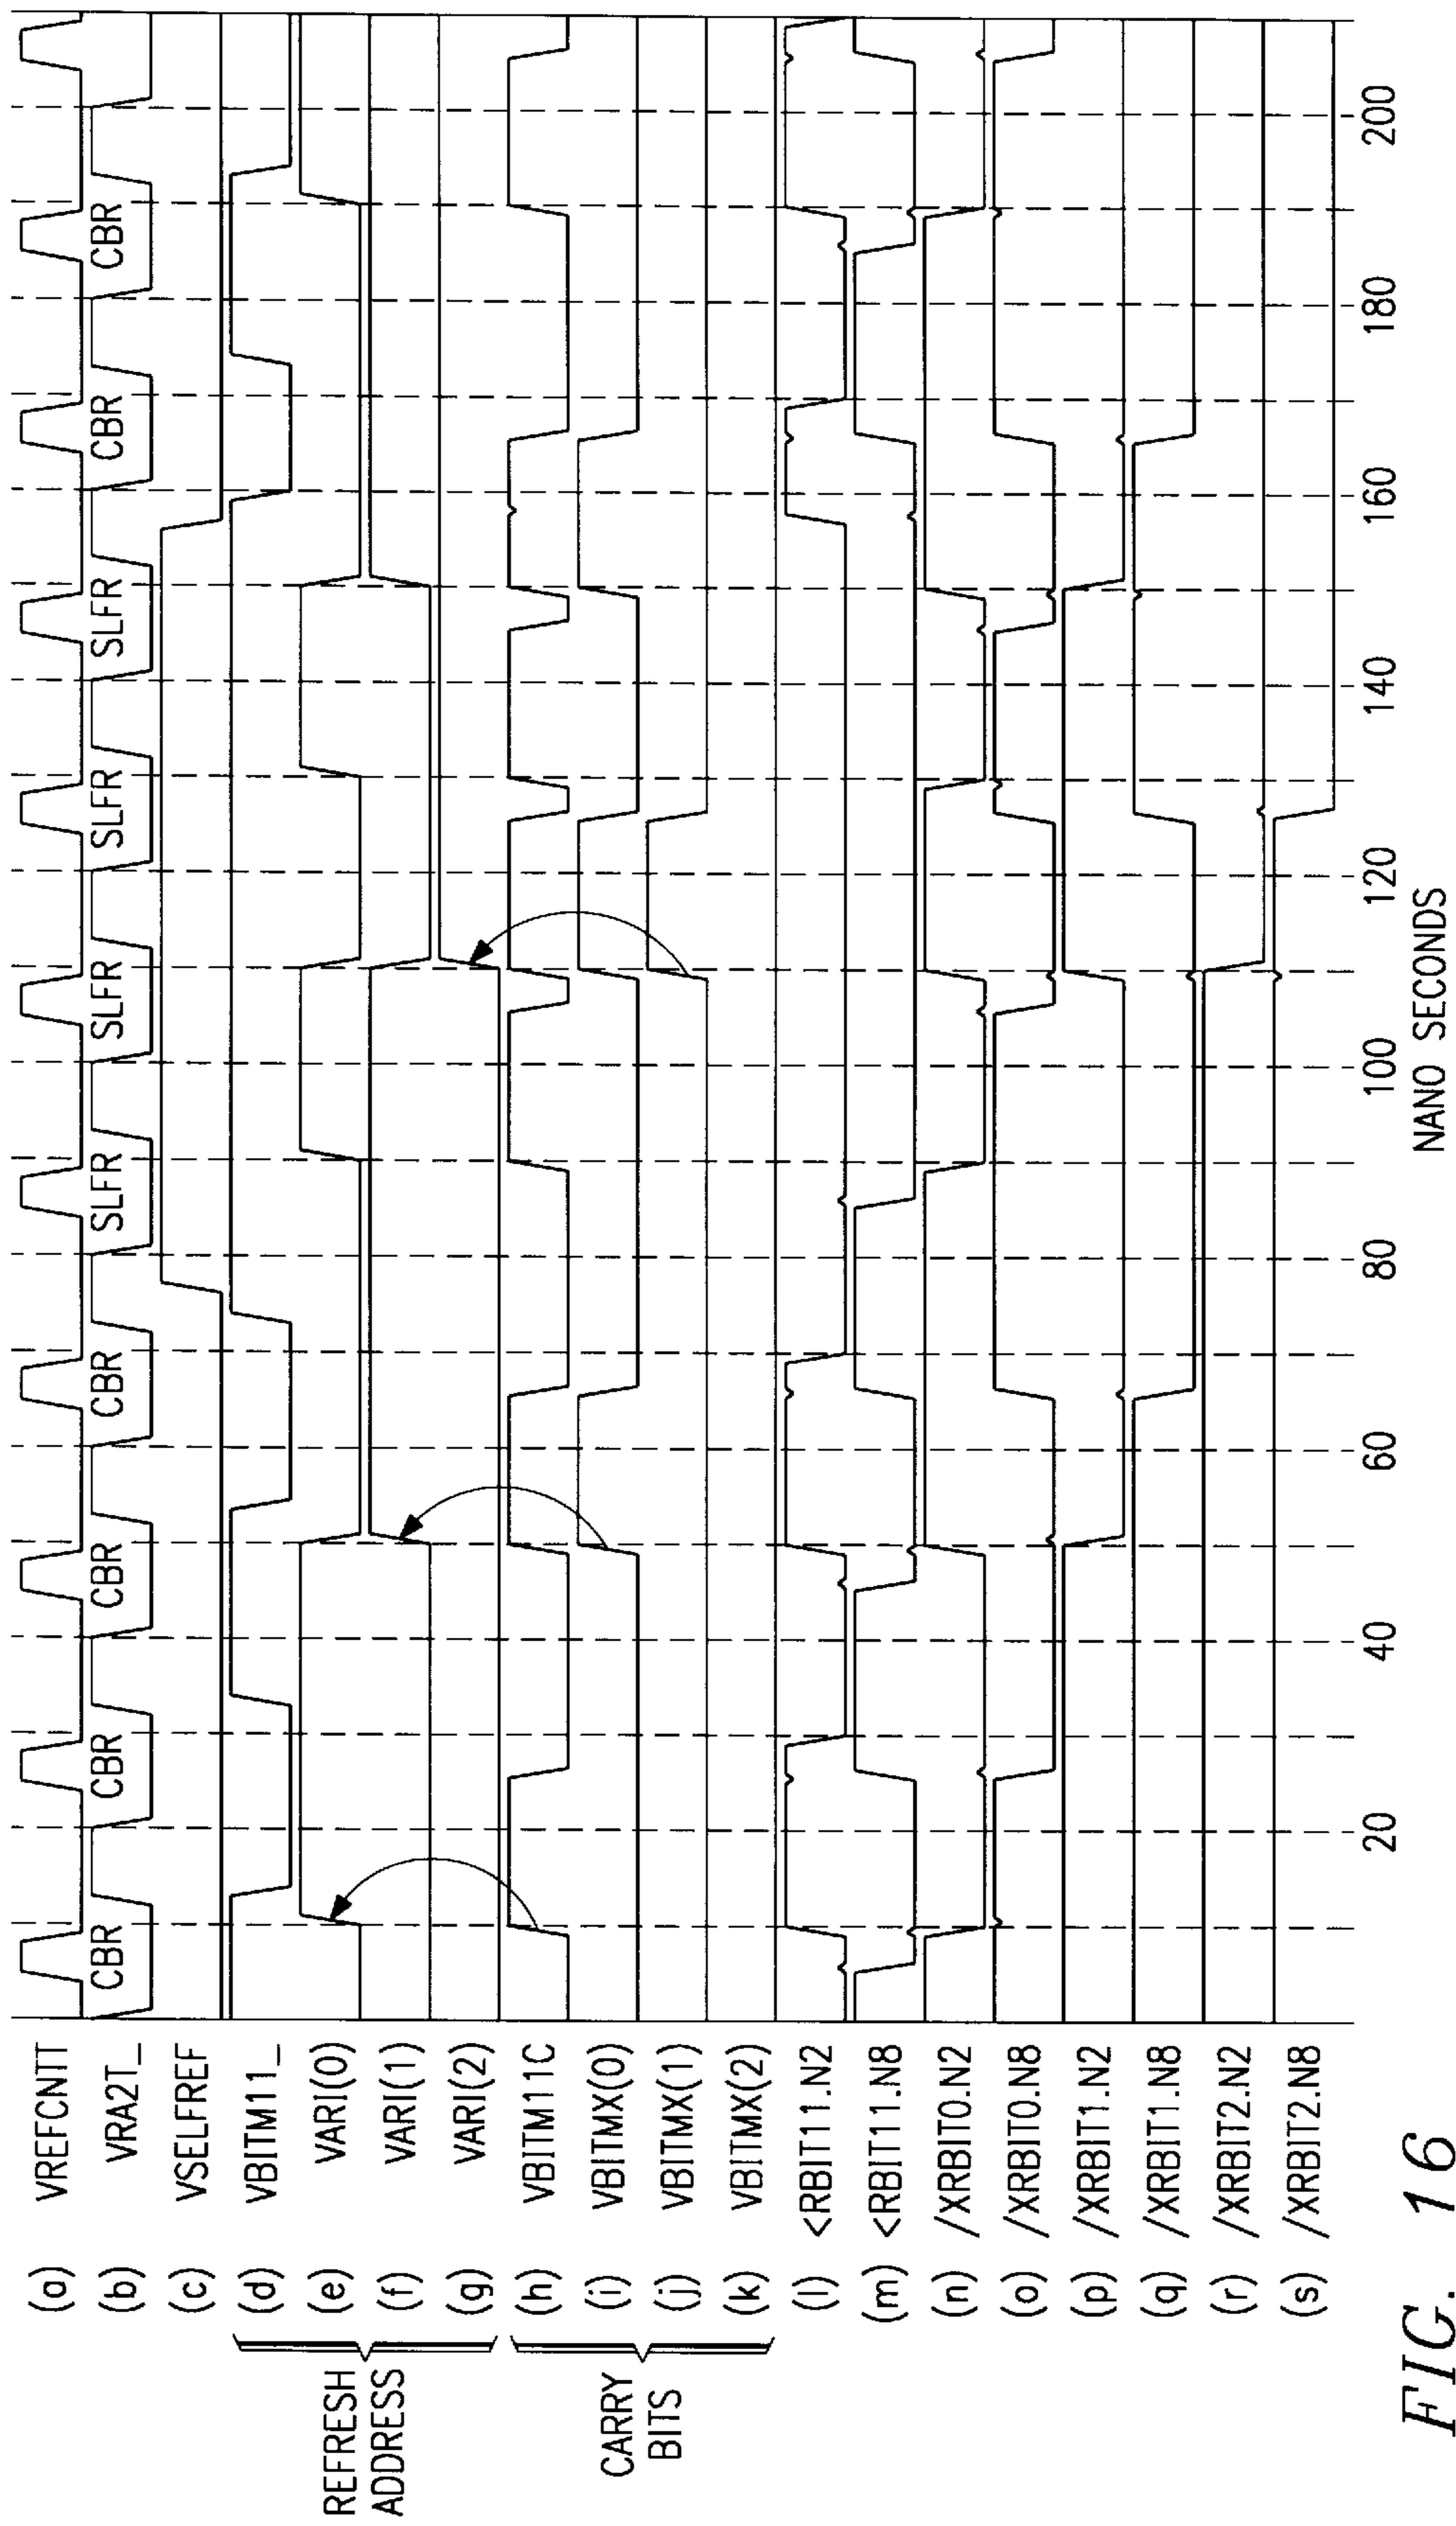 REFRESH
ADDRESS
CARRY
BITS
(a) VREFCNTT
(b) VRA2T_
(c) VSELFREF
(d) VBITM11_
(e) VARI(0)
(f) VARI(1)
(g) VARI(2)
(h) VBITM11C
(i) VBITMX(0)
(j) VBITMX(1)
(k) VBITMX(2)
(l) <RBIT11.N2
(m) <RBIT11.N8
(n) /XRBIT0.N2
(o) /XRBIT0.N8
(p) /XRBIT1.N2
(q) /XRBIT1.N8
(r) /XRBIT2.N2
(s) /XRBIT2.N8
CBR CBR CBR CBR SLFR SLFR SLFR SLFR CBR CBR
20 40 60 80 100 120 140 160 180 200
NANO SECONDS
FIG. 16